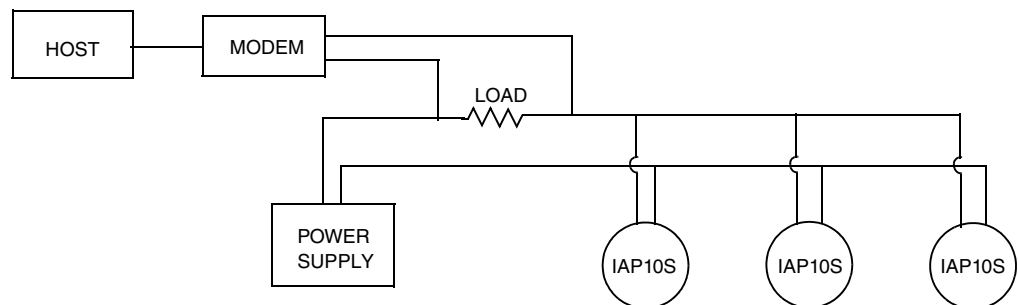 HOST
MODEM
LOAD
POWER
SUPPLY
IAP10S
IAP10S
IAP10S